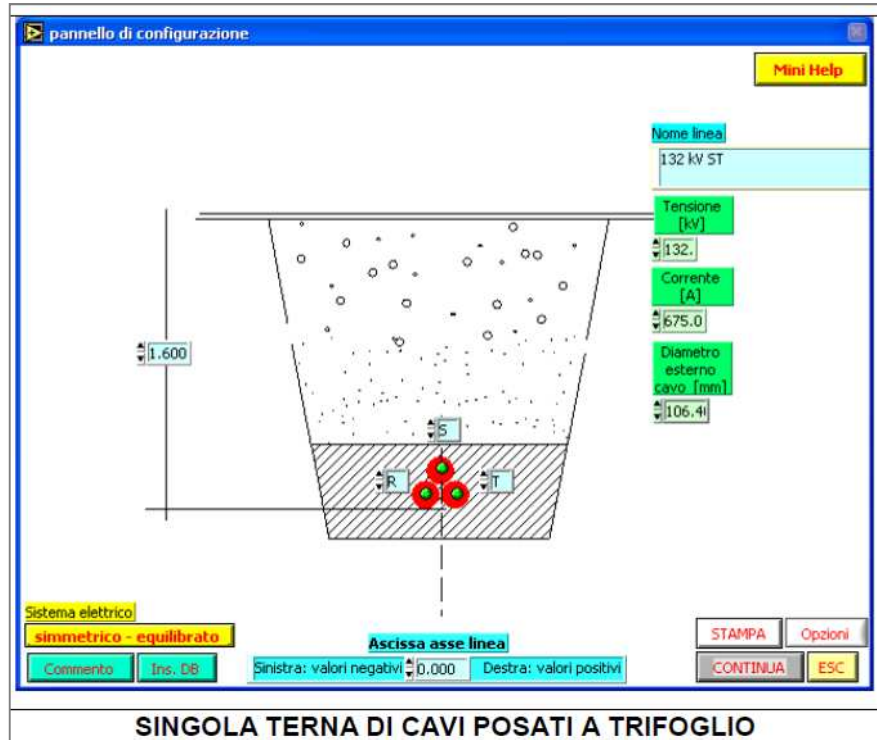 pannello di configurazione
Mini Help
Nome linea
132 kV ST
Tensione
[kV]
132.
Corrente
[A]
675.0
Diametro
esterno
cavo [mm]
106.4
1.600
S
R
T
Sistema elettrico
simmetrico - equilibrato
Commento
Ins. DB
Ascissa asse linea
Sinistra: valori negativi
0.000
Destra: valori positivi
STAMPA
Opzioni
CONTINUA
ESC
SINGOLA TERNA DI CAVI POSATI A TRIFOGLIO